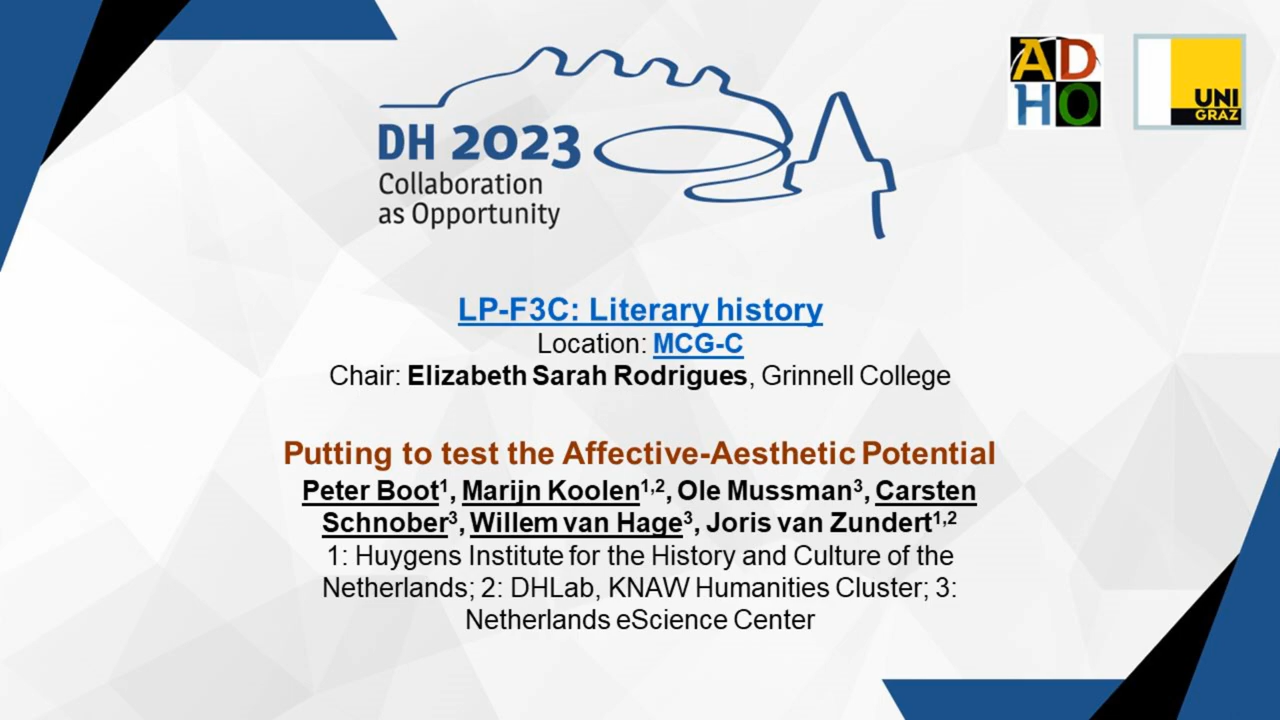 AD
HO
UNI
GRAZ
DH 2023
Collaboration
as Opportunity
LP-F3C: Literary history
Location: MCG-C
Chair: Elizabeth Sarah Rodrigues, Grinnell College
Putting to test the Affective-Aesthetic Potential
Peter Boot1, Marijn Koolen1,2, Ole Mussman3, Carsten
Schnober3, Willem van Hage3, Joris van Zundert1,2
1: Huygens Institute for the History and Culture of the
Netherlands; 2: DHLab, KNAW Humanities Cluster; 3:
Netherlands eScience Center